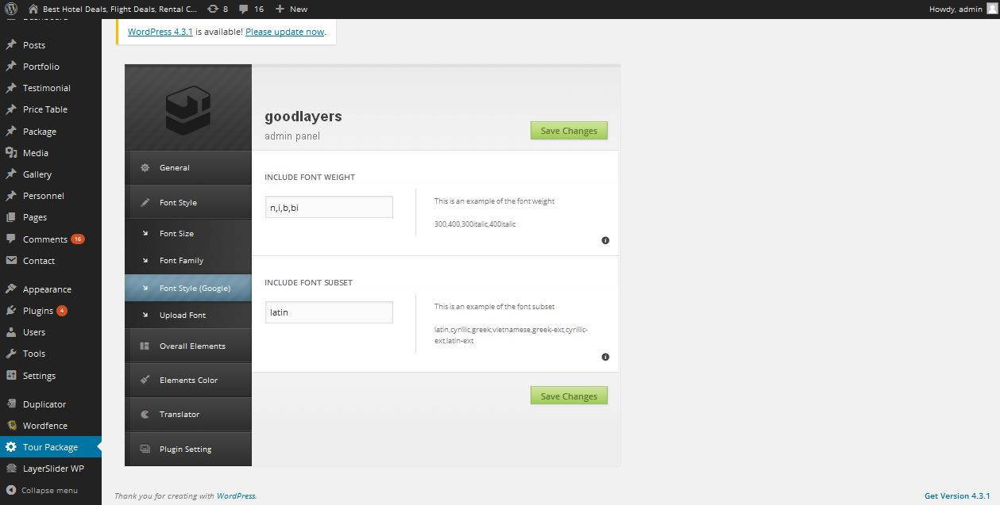 Best Hotel Deals, Flight Deals, Rental C...
8
16
New
Howdy, admin
Posts
Portfolio
Testimonial
Price Table
Package
Media
Gallery
Personnel
Pages
Comments 16
Contact
Appearance
Plugins 4
Users
Tools
Settings
Duplicator
Wordfence
Tour Package
LayerSlider WP
Collapse menu
WordPress 4.3.1 is available! Please update now.
goodlayers
admin panel
Save Changes
General
Font Style
Font Size
Font Family
Font Style (Google)
Upload Font
Overall Elements
Elements Color
Translator
Plugin Setting
INCLUDE FONT WEIGHT
n,i,b,bi
This is an example of the font weight
300,400,300italic,400italic
INCLUDE FONT SUBSET
latin
This is an example of the font subset
latin,cyrillic,greek,vietnamese,greek-ext,cyrillic-
ext,latin-ext
Save Changes
Thank you for creating with WordPress.
Get Version 4.3.1